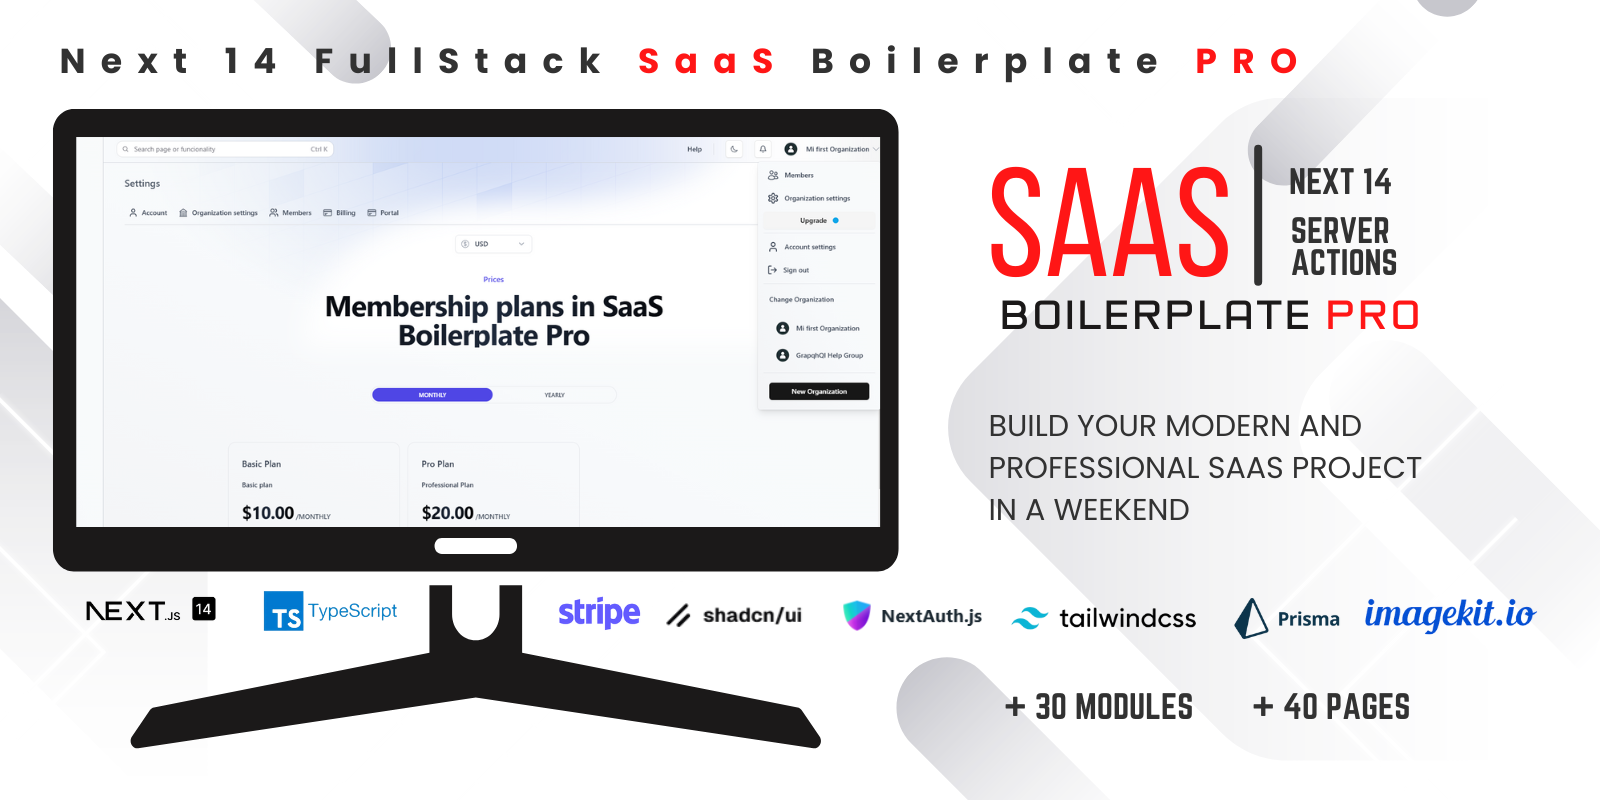 Next 14 FullStack SaaS Boilerplate PRO
Search page or funcionality
Ctrl K
Help
Mi first Organization
Settings
Account
Organization settings
Members
Billing
Portal
USD
Prices
Membership plans in SaaS
Boilerplate Pro
MONTHLY
YEARLY
Basic Plan
Basic plan
$10.00 /MONTHLY
Pro Plan
Professional Plan
$20.00 /MONTHLY
Members
Organization settings
Upgrade
Account settings
Sign out
Change Organization
Mi first Organization
GrapqhQl Help Group
New Organization
SAAS
NEXT 14
SERVER
ACTIONS
BOILERPLATE PRO
BUILD YOUR MODERN AND
PROFESSIONAL SAAS PROJECT
IN A WEEKEND
NEXT.JS 14
TS TypeScript
stripe
shadcn/ui
NextAuth.js
tailwindcss
Prisma
imagekit.io
+ 30 MODULES
+ 40 PAGES